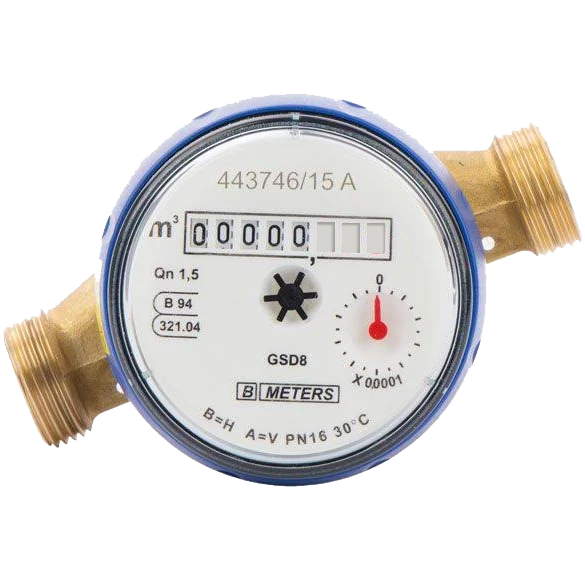 443746/15 A
m³ 00000,
Qn 1,5
B 94
321.04
0
X 0,0001
GSD8
B METERS
B=H A=V PN16 30°C